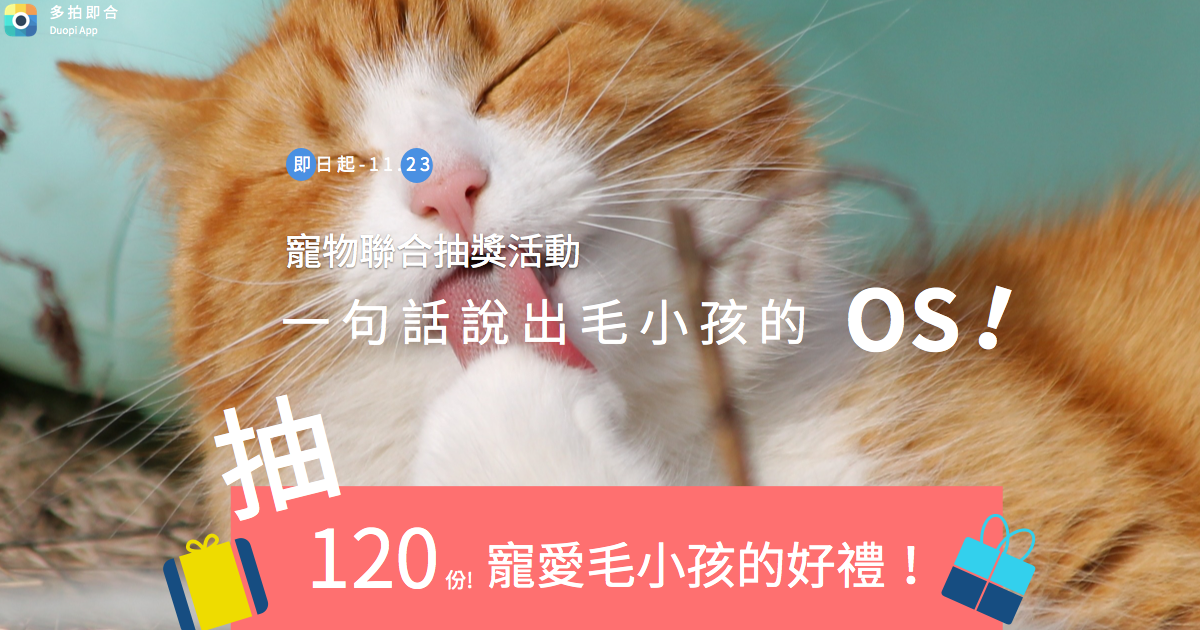 多拍即合
Duopi App
即日起-11.23
寵物聯合抽獎活動
一句話說出毛小孩的 OS！
抽
120份! 寵愛毛小孩的好禮！